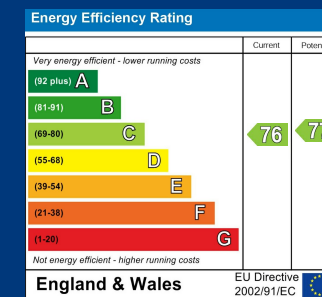 Energy Efficiency Rating
Current
Very energy efficient - lower running costs
(92 plus) A
(81-91) B
(69-80) C 76
(55-68) D
(39-54) E
(21-38) F
(1-20) G
Not energy efficient - higher running costs
England & Wales
EU Directive
2002/91/EC